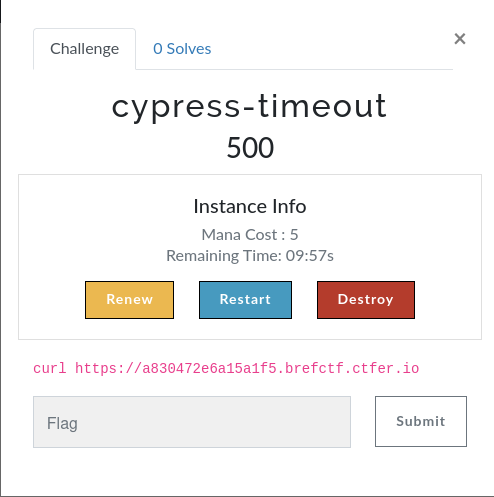 Challenge
0 Solves
×
cypress-timeout
500
Instance Info
Mana Cost : 5
Remaining Time: 09:57s
Renew
Restart
Destroy
curl https://a830472e6a15a1f5.brefctf.ctfer.io
Flag
Submit